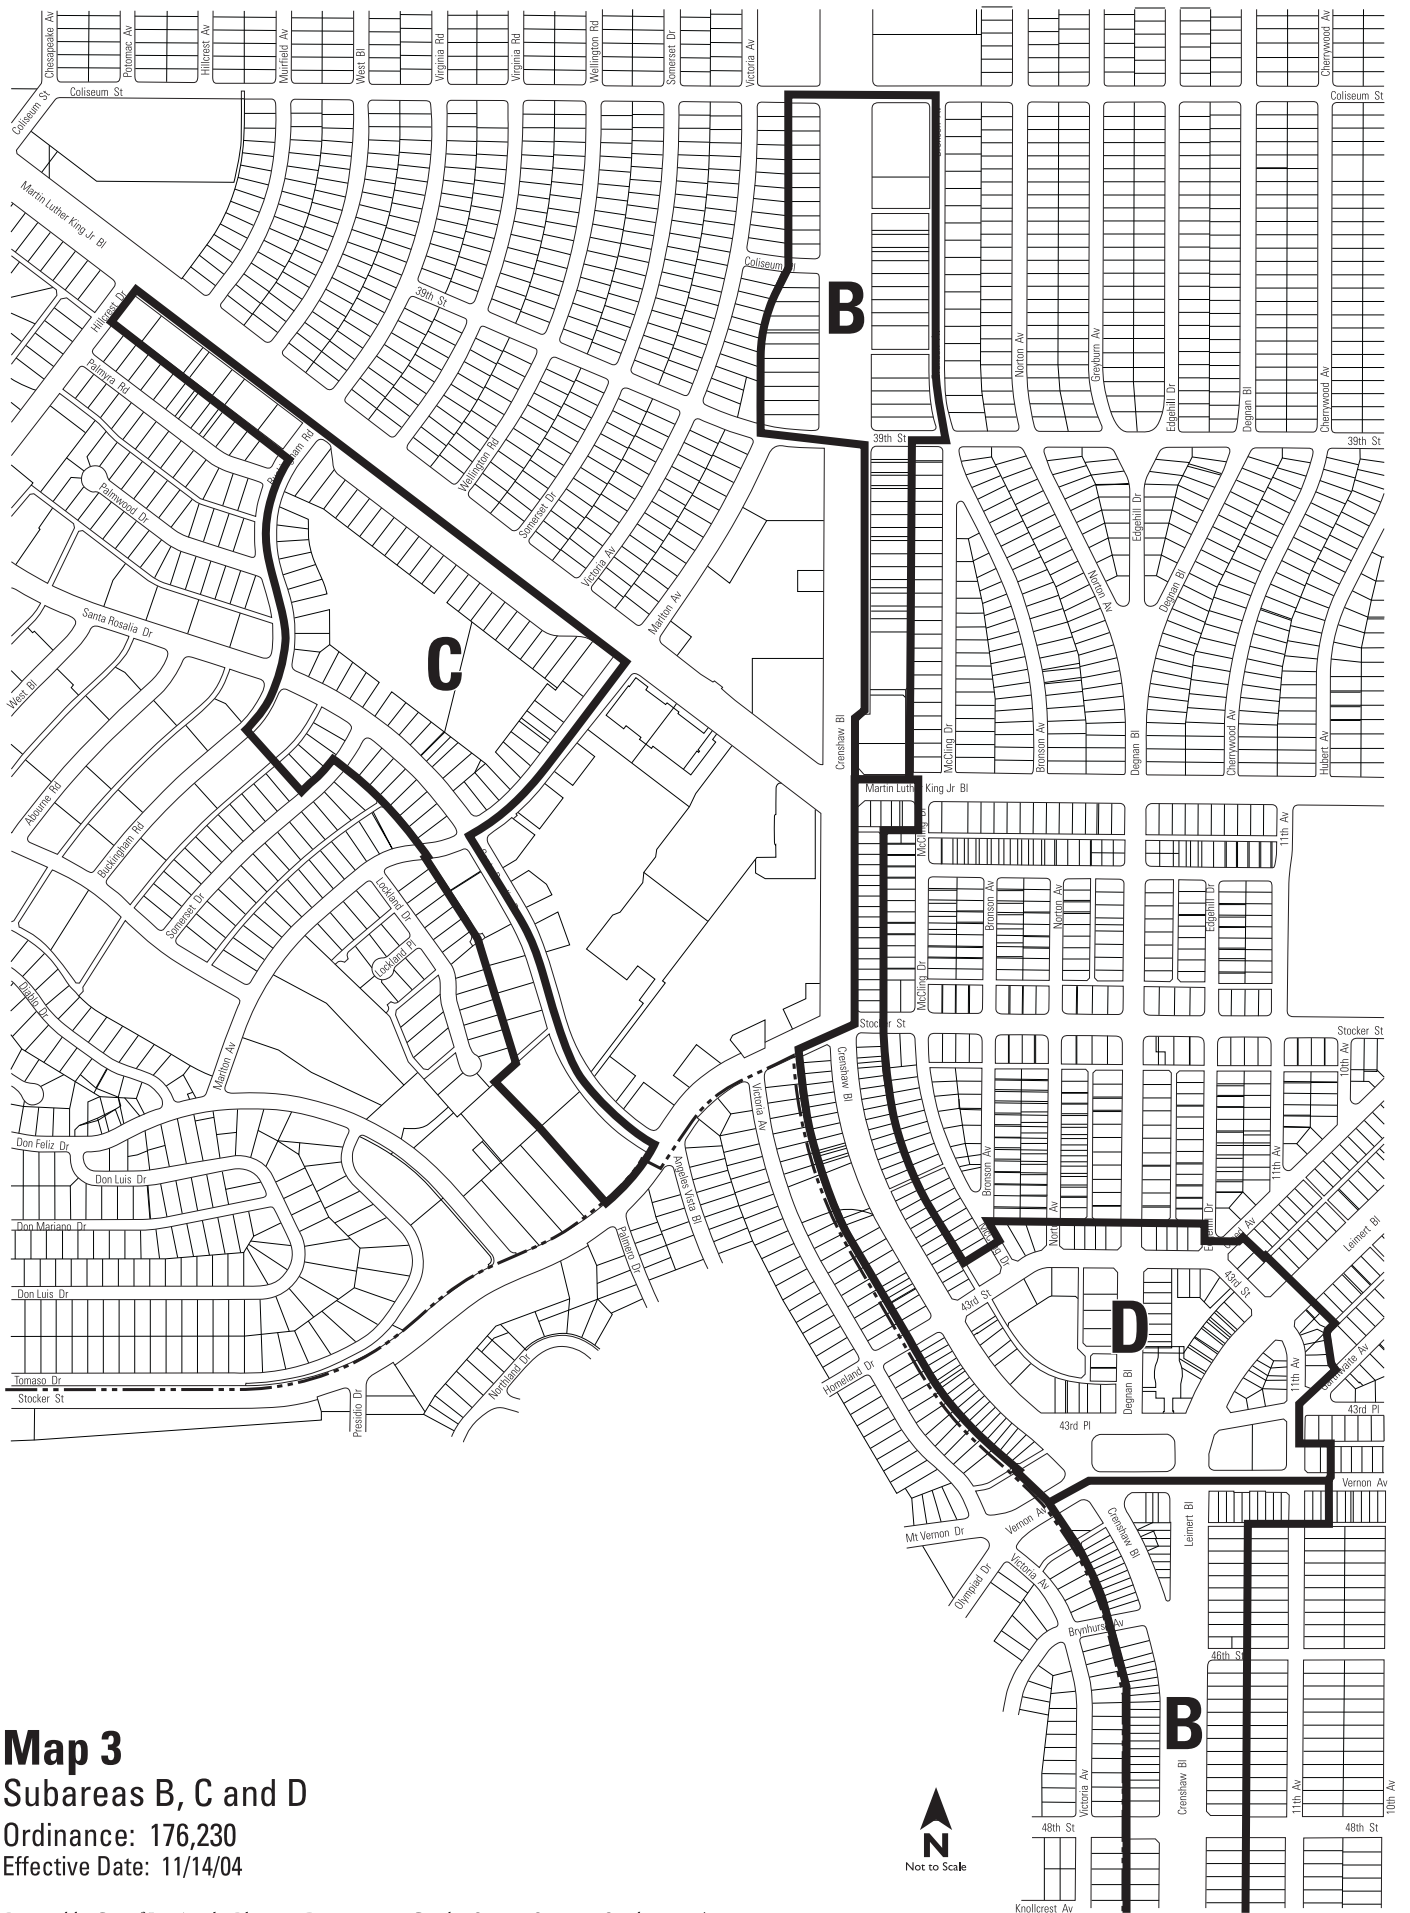 Chesapeake Av
Potomac Av
Hillcrest Av
Muirfield Av
West Bl
Virginia Rd
Virginia Rd
Wellington Rd
Somerset Dr
Victoria Av
Cherrywood Av
Coliseum St
Coliseum St
Coliseum St
Martin Luther King Jr Bl
Coliseum Pl
39th St
Hillcrest Dr
B
Norton Av
Greyburn Av
Edgehill Dr
Degnan Bl
Cherrywood Av
Palmyra Rd
39th St
39th St
Wellington Rd
Palmwood Dr
Somerset Dr
Edgehill Dr
Victoria Av
Norton Av
Degnan Bl
Marlton Av
Santa Rosalia Dr
C
West Bl
Crenshaw Bl
McClling Dr
Bronson Av
Degnan Bl
Cherrywood Av
Hubert Av
Martin Luther King Jr Bl
Abourne Rd
Buckingham Rd
11th Av
Lockland Dr
Somerset Dr
Bronson Av
Norton Av
Edgehill Dr
Lockland Pl
McClling Dr
Diablo Dr
Stocker St
Stocker St
Marlton Av
Crenshaw Bl
10th Av
Victoria Av
Don Feliz Dr
Don Luis Dr
Angeles Vista Bl
Bronson Av
11th Av
Don Mariano Dr
Palmero Dr
Leimert Bl
Don Luis Dr
43rd St
43rd St
D
Northland Dr
Homeland Dr
Degnan Bl
11th Av
Garthwaite Av
Tomaso Dr
Stocker St
Presidio Dr
43rd Pl
43rd Pl
Vernon Av
Mt Vernon Dr
Vernon Av
Crenshaw Bl
Leimert Bl
Victoria Av
Olympiad Dr
Brynhurst Av
46th St
B
Victoria Av
Crenshaw Bl
11th Av
10th Av
48th St
48th St
Knollcrest Av
N
Not to Scale
Map 3
Subareas B, C and D
Ordinance: 176,230
Effective Date: 11/14/04